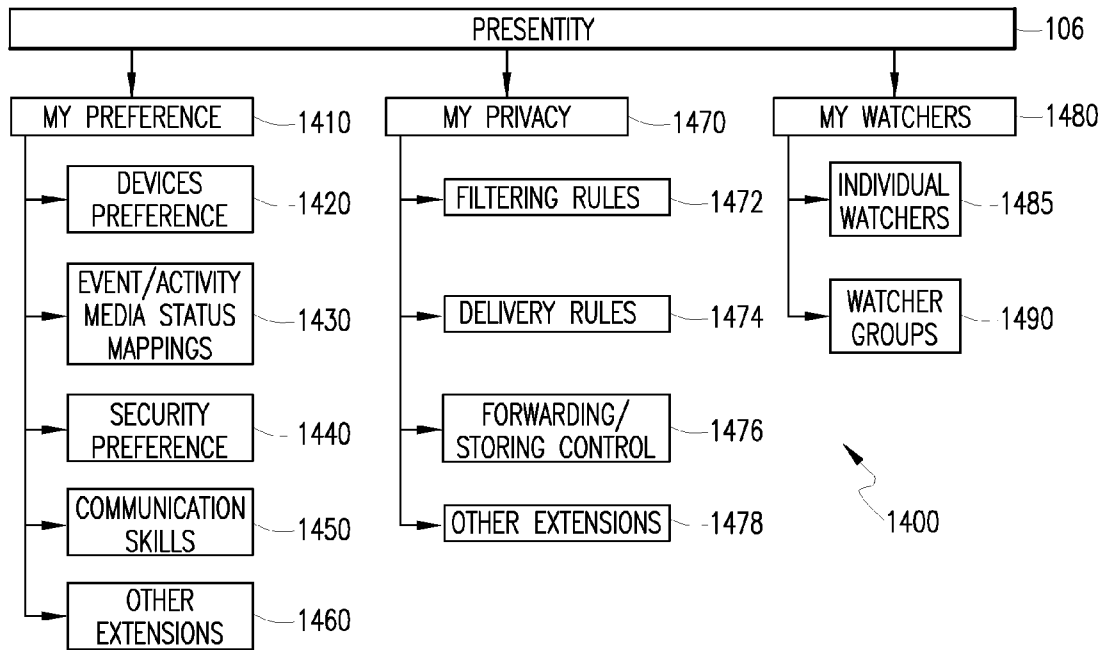 PRESENTITY
106
MY PREFERENCE
1410
MY PRIVACY
1470
MY WATCHERS
1480
DEVICES
PREFERENCE
1420
FILTERING RULES
1472
INDIVIDUAL
WATCHERS
1485
EVENT/ACTIVITY
MEDIA STATUS
MAPPINGS
1430
DELIVERY RULES
1474
WATCHER
GROUPS
1490
SECURITY
PREFERENCE
1440
FORWARDING/
STORING CONTROL
1476
COMMUNICATION
SKILLS
1450
OTHER EXTENSIONS
1478
1400
OTHER
EXTENSIONS
1460